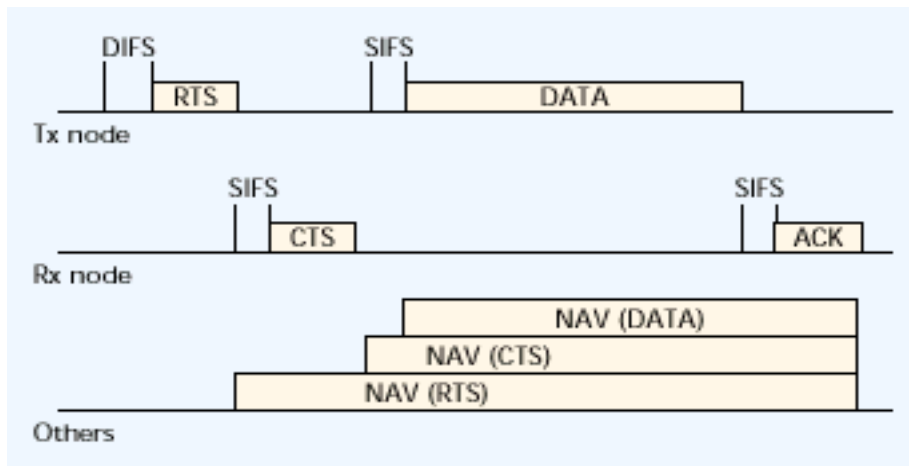 DIFS SIFS
RTS DATA
Tx node
SIFS SIFS
CTS ACK
Rx node
NAV (DATA)
NAV (CTS)
NAV (RTS)
Others